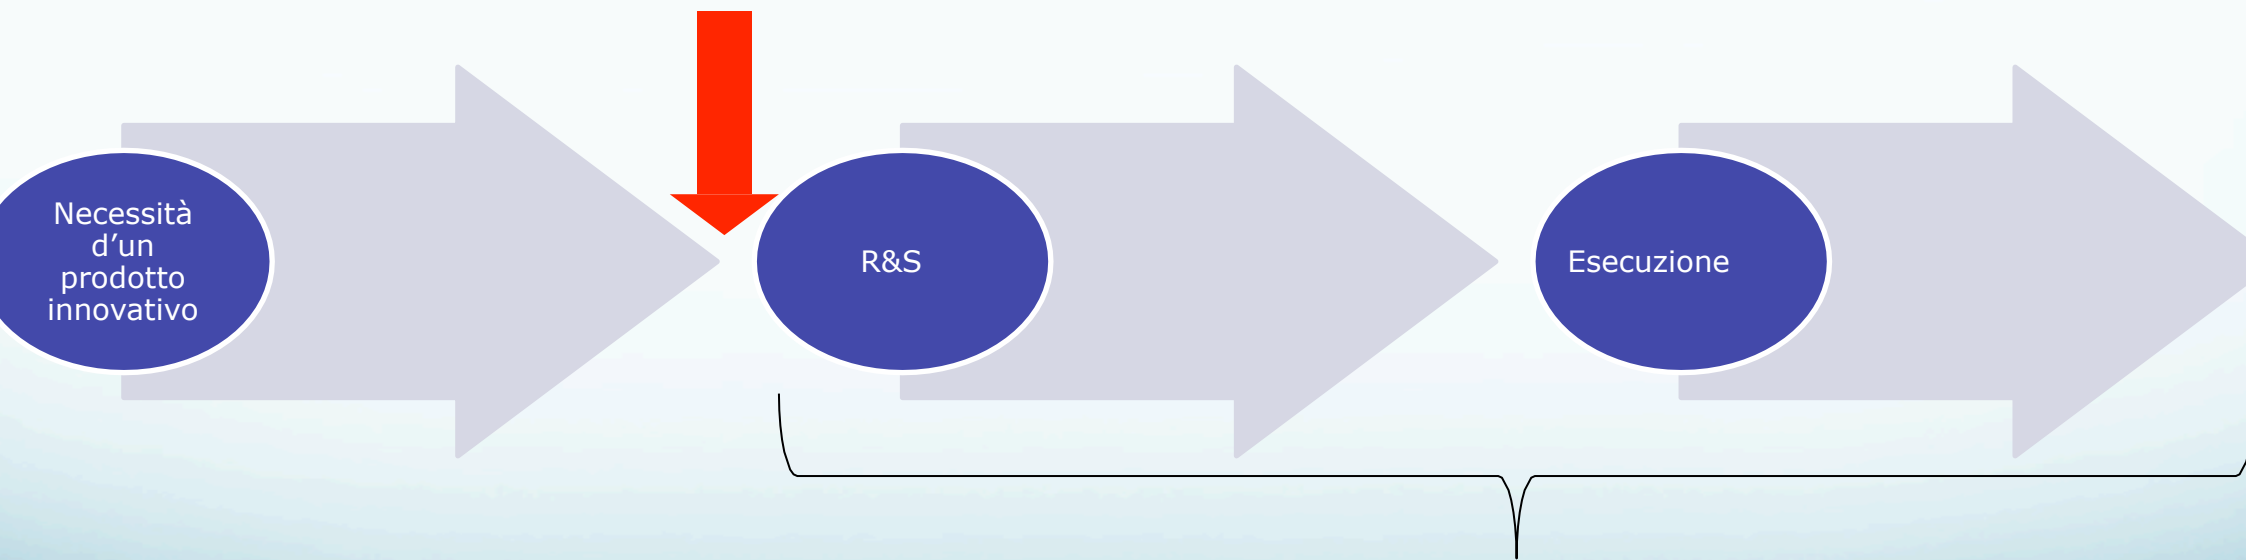 Necessità
d’un
prodotto
innovativo
R&S
Esecuzione